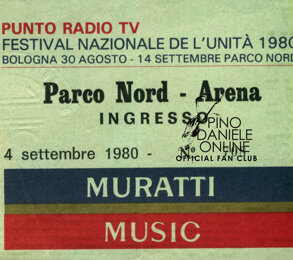 PUNTO RADIO TV
FESTIVAL NAZIONALE DE L'UNITÀ 1980
BOLOGNA 30 AGOSTO - 14 SETTEMBRE PARCO NORD
Parco Nord - Arena
INGRESSO
PINO
DANIELE
ONLINE
OFFICIAL FAN CLUB
4 settembre 1980 -
MURATTI
MUSIC